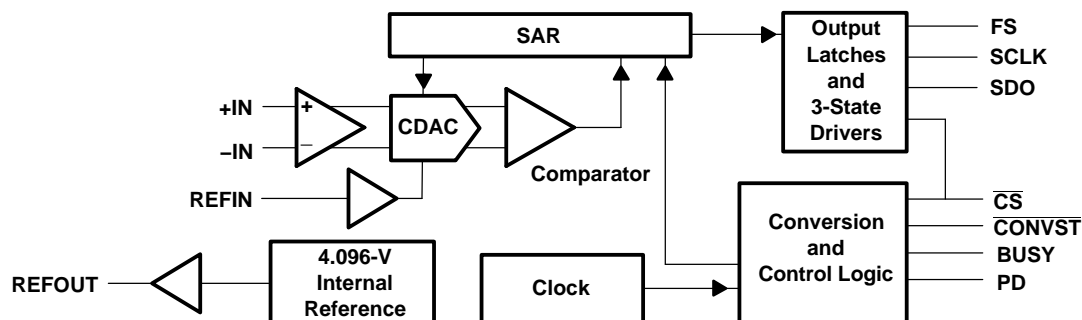 SAR
Output
Latches
and
3-State
Drivers
FS
SCLK
SDO
+IN
+
CDAC
−IN
−
Comparator
REFIN
CS
CONVST
BUSY
PD
Conversion
and
Control Logic
4.096-V
Internal
Reference
REFOUT
Clock